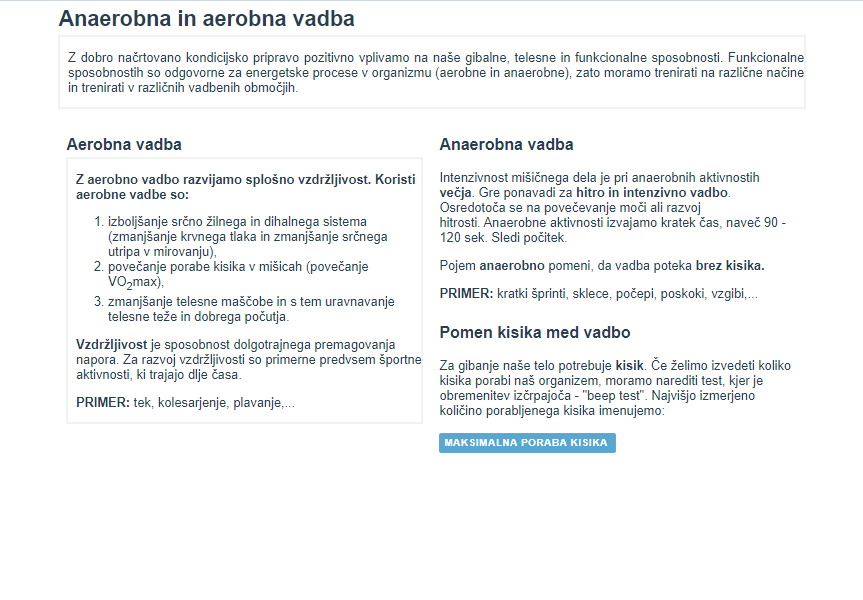 Anaerobna in aerobna vadba
Z dobro načrtovano kondicijsko pripravo pozitivno vplivamo na naše gibalne, telesne in funkcionalne sposobnosti. Funkcionalne
sposobnostih so odgovorne za energetske procese v organizmu (aerobne in anaerobne), zato moramo trenirati na različne načine
in trenirati v različnih vadbenih območjih.
Aerobna vadba
Z aerobno vadbo razvijamo splošno vzdržljivost. Koristi
aerobne vadbe so:
1. izboljšanje srčno žilnega in dihalnega sistema
(zmanjšanje krvnega tlaka in zmanjšanje srčnega
utripa v mirovanju),
2. povečanje porabe kisika v mišicah (povečanje
VO2max),
3. zmanjšanje telesne maščobe in s tem uravnavanje
telesne teže in dobrega počutja.
Vzdržljivost je sposobnost dolgotrajnega premagovanja
napora. Za razvoj vzdržljivosti so primerne predvsem športne
aktivnosti, ki trajajo dlje časa.
PRIMER: tek, kolesarjenje, plavanje,...
Anaerobna vadba
Intenzivnost mišičnega dela je pri anaerobnih aktivnostih
večja. Gre ponavadi za hitro in intenzivno vadbo.
Osredotoča se na povečevanje moči ali razvoj
hitrosti. Anaerobne aktivnosti izvajamo kratek čas, naveč 90 -
120 sek. Sledi počitek.
Pojem anaerobno pomeni, da vadba poteka brez kisika.
PRIMER: kratki šprinti, sklece, počepi, poskoki, vzgibi,...
Pomen kisika med vadbo
Za gibanje naše telo potrebuje kisik. Če želimo izvedeti koliko
kisika porabi naš organizem, moramo narediti test, kjer je
obremenitev izčrpajoča - "beep test". Najvišjo izmerjeno
količino porabljenega kisika imenujemo:
MAKSIMALNA PORABA KISIKA